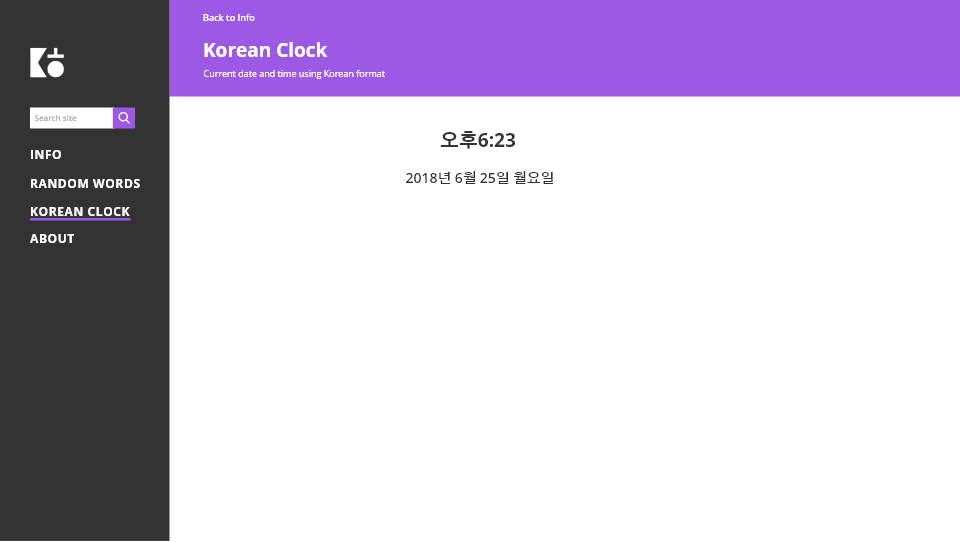 Search site
INFO
RANDOM WORDS
KOREAN CLOCK
ABOUT
Back to Info
Korean Clock
Current date and time using Korean format
오후6:23
2018년 6월 25일 월요일